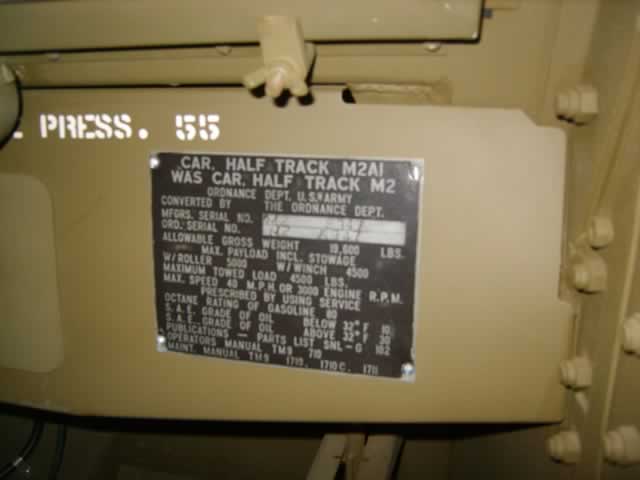 PRESS. 55
CAR. HALF TRACK M2A1
WAS CAR. HALF TRACK M2
ORDNANCE DEPT. U.S. ARMY
CONVERTED BY THE ORDNANCE DEPT.
MFGRS. SERIAL NO.
ORD. SERIAL NO.
ALLOWABLE GROSS WEIGHT 19,600 LBS.
MAX. PAYLOAD INCL. STOWAGE
W/ROLLER 5000 W/WINCH 4500
MAXIMUM TOWED LOAD 4500 LBS.
MAX. SPEED 40 M.P.H. OR 3000 ENGINE R.P.M.
PRESCRIBED BY USING SERVICE
OCTANE RATING OF GASOLINE 80
S.A.E. GRADE OF OIL BELOW 32° F 10
S.A.E. GRADE OF OIL ABOVE 32° F 30
PUBLICATIONS — PARTS LIST SNL-G 102
OPERATORS MANUAL TM9 710
MAINT. MANUAL TM9 1710, 1710C, 1711